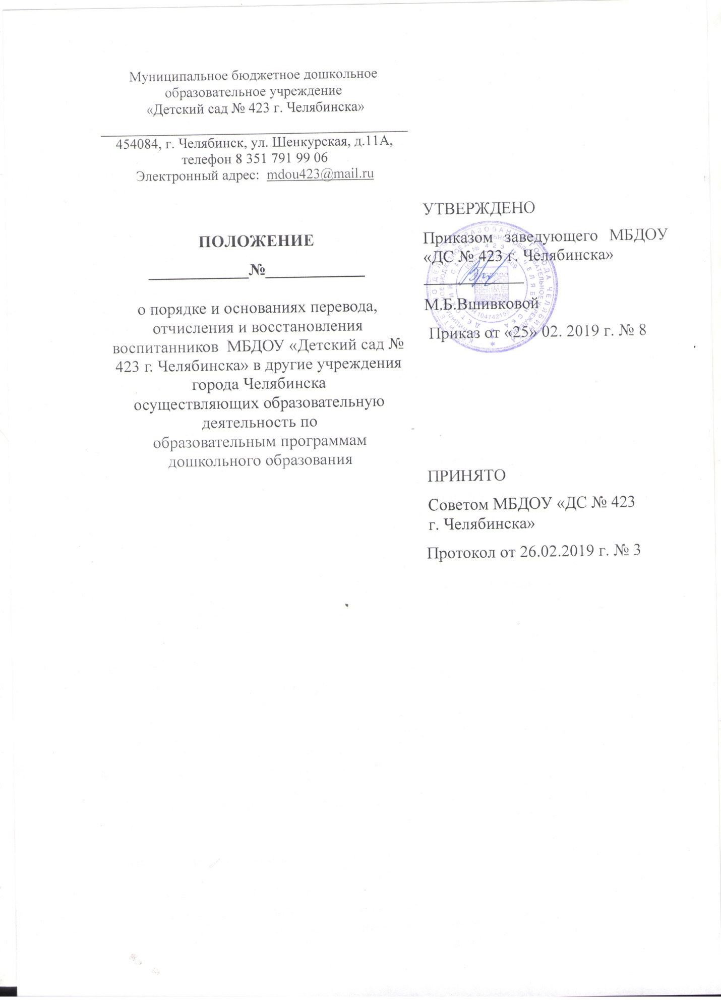 Муниципальное бюджетное дошкольное
образовательное учреждение
«Детский сад № 423 г. Челябинска»
454084, г. Челябинск, ул. Шенкурская, д.11А,
телефон 8 351 791 99 06
Электронный адрес: mdou423@mail.ru
ПОЛОЖЕНИЕ
____________№____________
о порядке и основаниях перевода,
отчисления и восстановления
воспитанников МБДОУ «Детский сад №
423 г. Челябинска» в другие учреждения
города Челябинска
осуществляющих образовательную
деятельность по
образовательным программам
дошкольного образования
УТВЕРЖДЕНО
Приказом заведующего МБДОУ
«ДС № 423 г. Челябинска»
____________
М.Б.Вшивковой
Приказ от «25» 02. 2019 г. № 8
ПРИНЯТО
Советом МБДОУ «ДС № 423
г. Челябинска»
Протокол от 26.02.2019 г. № 3